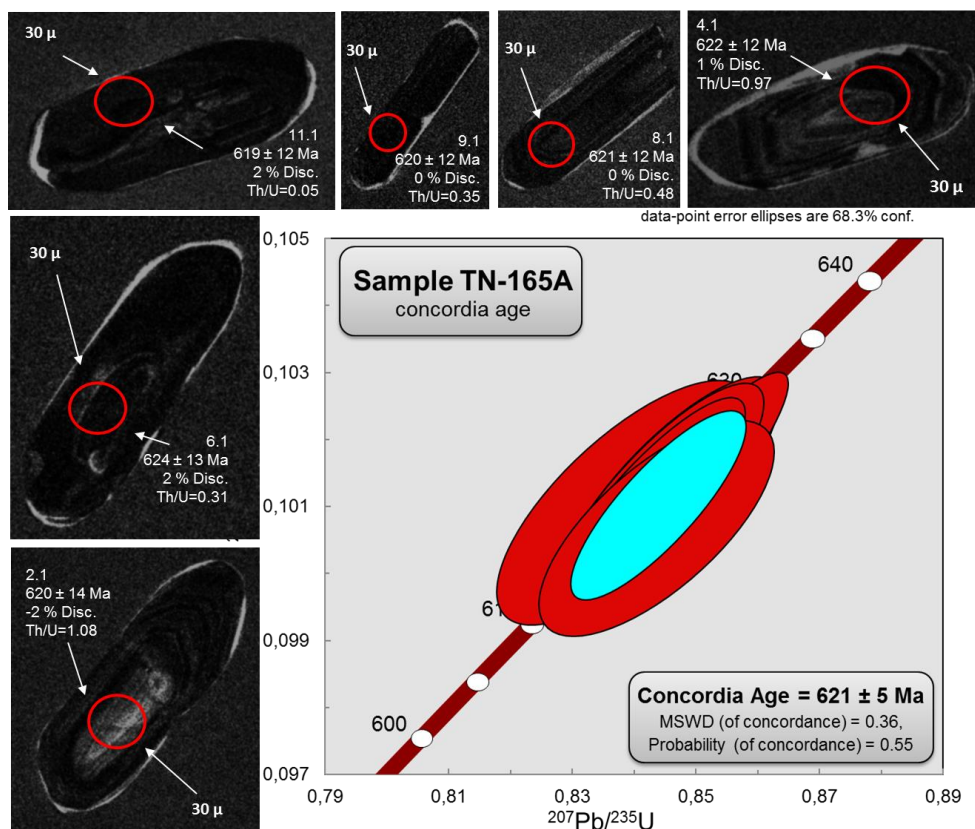 30 µ
11.1
619 ± 12 Ma
2 % Disc.
Th/U=0.05
30 µ
9.1
620 ± 12 Ma
0 % Disc.
Th/U=0.35
30 µ
8.1
621 ± 12 Ma
0 % Disc.
Th/U=0.48
4.1
622 ± 12 Ma
1 % Disc.
Th/U=0.97
30 µ
data-point error ellipses are 68.3% conf.
30 µ
6.1
624 ± 13 Ma
2 % Disc.
Th/U=0.31
2.1
620 ± 14 Ma
-2 % Disc.
Th/U=1.08
30 µ
0,105
0,103
0,101
0,099
0,097
Sample TN-165A
concordia age
640
600
Concordia Age = 621 ± 5 Ma
MSWD (of concordance) = 0.36,
Probability (of concordance) = 0.55
0,79
0,81
0,83
0,85
0,87
0,89
²⁰⁷Pb/²³⁵U